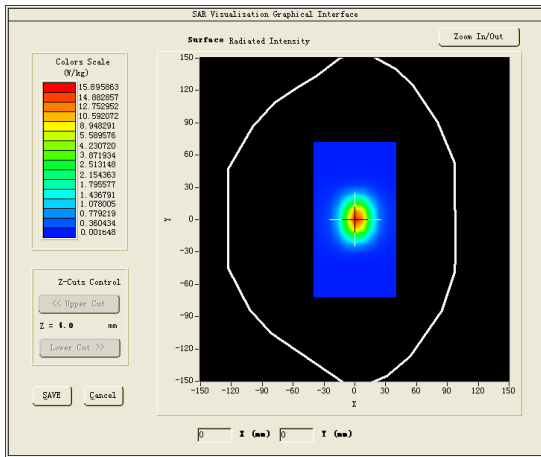 SAR Visualisation Graphical Interface
Surface Radiated Intensity
Zoom In/Out
Colors Scale
(W/kg)
15.895863
14.882857
12.752952
10.592072
8.948291
5.589576
4.230720
3.871934
2.513148
2.154363
1.795577
1.436791
1.078005
0.779219
0.360434
0.001648
150
120
90
60
30
0
-30
-60
-90
-120
-150
Y
-150 -120 -90 -60 -30 0 30 60 90 120 150
X
Z-Cuts Control
<< Upper Cut
Z = 4.0 mm
Lower Cut >>
SAVE Cancel
0 X (mm) 0 Y (mm)